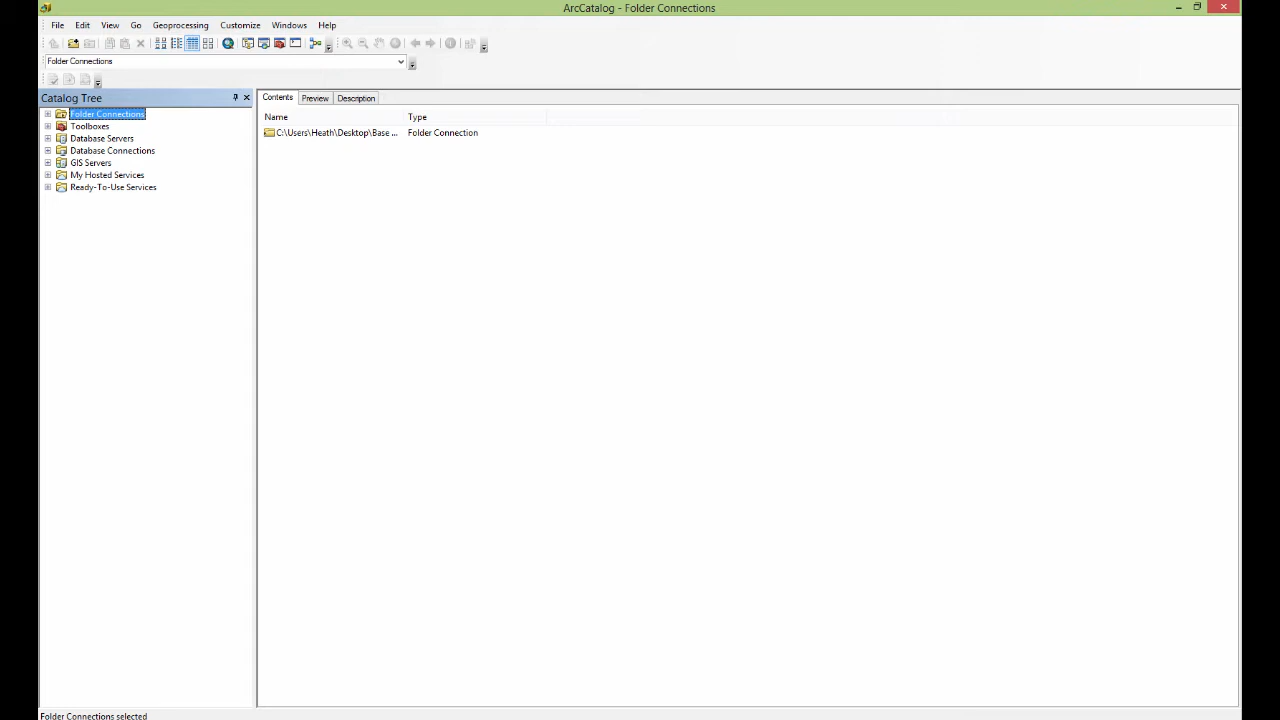 ArcCatalog - Folder Connections
File Edit View Go Geoprocessing Customize Windows Help
Folder Connections
Catalog Tree
Folder Connections
Toolboxes
Database Servers
Database Connections
GIS Servers
My Hosted Services
Ready-To-Use Services
Contents Preview Description
Name Type
C:\Users\Heath\Desktop\Base ... Folder Connection
Folder Connections selected